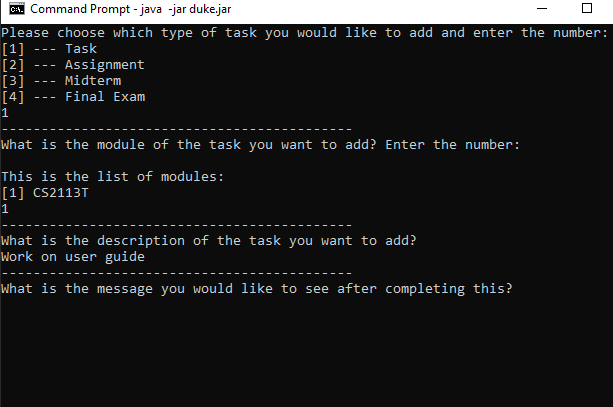 Command Prompt - java  -jar duke.jar
Please choose which type of task you would like to add and enter the number:
[1] --- Task
[2] --- Assignment
[3] --- Midterm
[4] --- Final Exam
1
--------------------------------------------
What is the module of the task you want to add? Enter the number:

This is the list of modules:
[1] CS2113T
1
--------------------------------------------
What is the description of the task you want to add?
Work on user guide
--------------------------------------------
What is the message you would like to see after completing this?